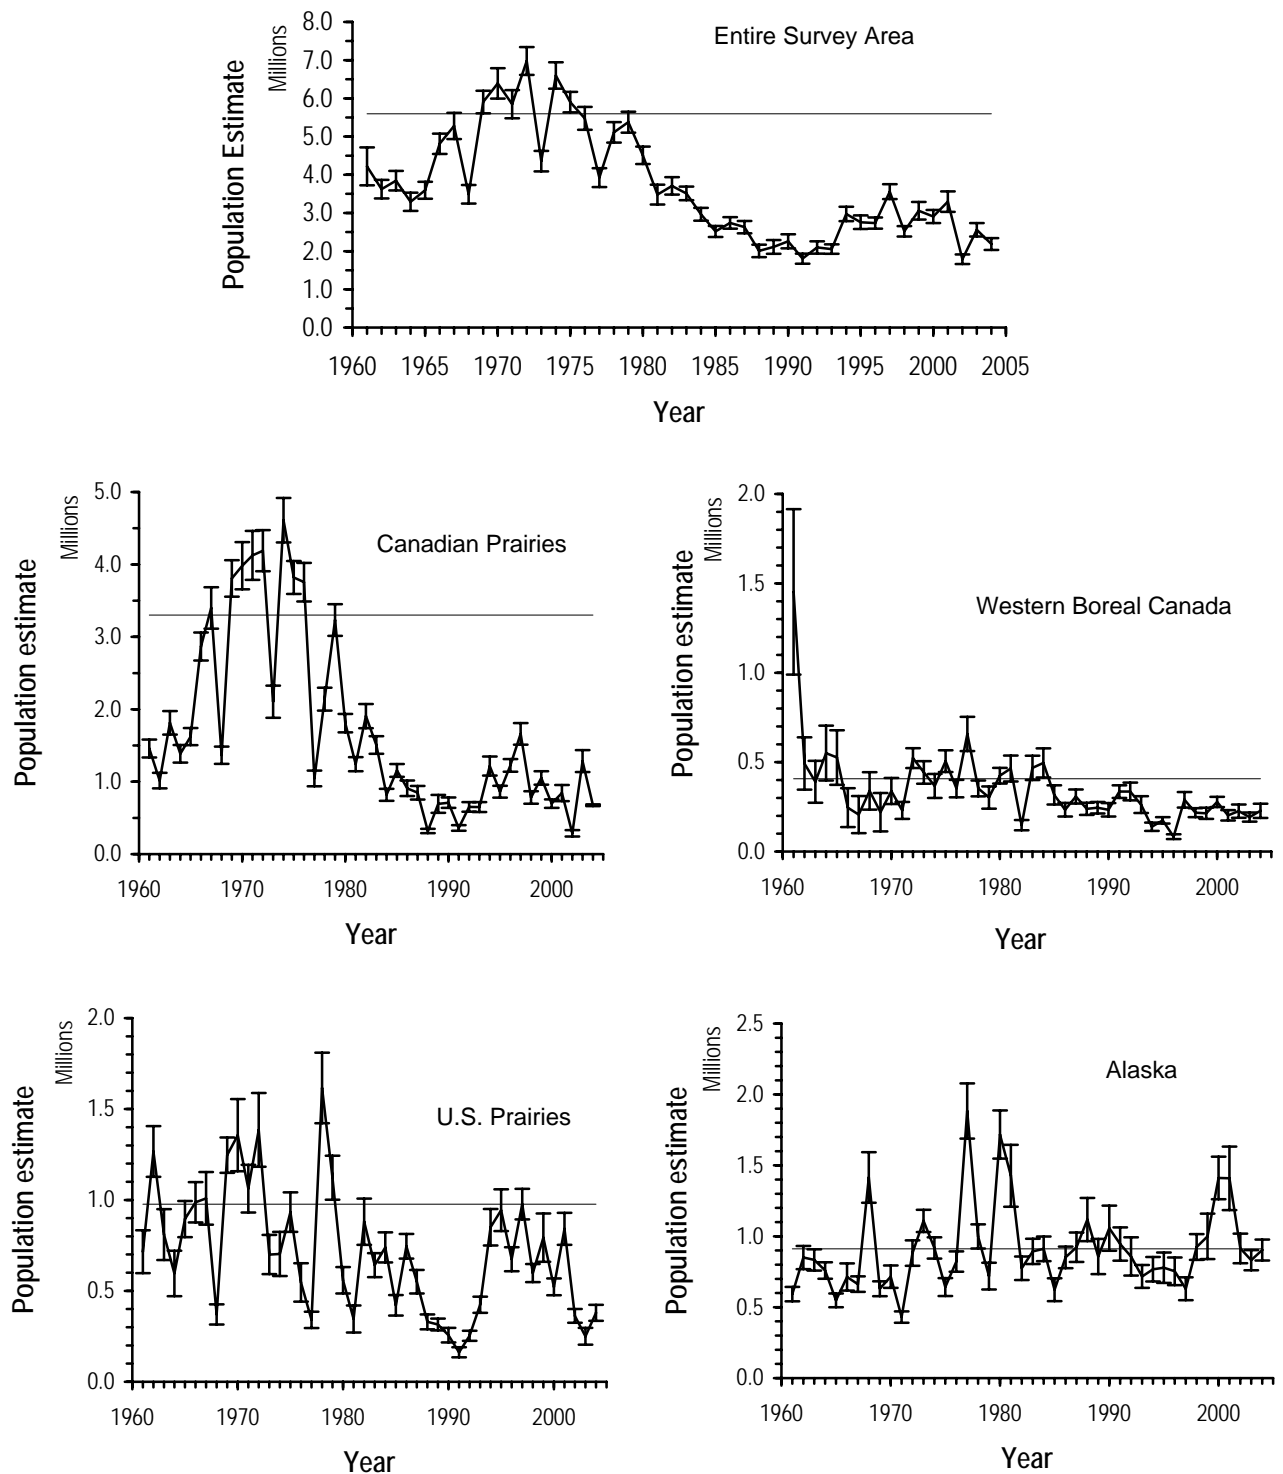 Entire Survey Area
Population Estimate
Millions
8.0
7.0
6.0
5.0
4.0
3.0
2.0
1.0
0.0
1960 1965 1970 1975 1980 1985 1990 1995 2000 2005
Year
Canadian Prairies
Population estimate
Millions
5.0
4.0
3.0
2.0
1.0
0.0
1960 1970 1980 1990 2000
Year
Western Boreal Canada
Population estimate
Millions
2.0
1.5
1.0
0.5
0.0
1960 1970 1980 1990 2000
Year
U.S. Prairies
Population estimate
Millions
2.0
1.5
1.0
0.5
0.0
1960 1970 1980 1990 2000
Year
Alaska
Population estimate
Millions
2.5
2.0
1.5
1.0
0.5
0.0
1960 1970 1980 1990 2000
Year